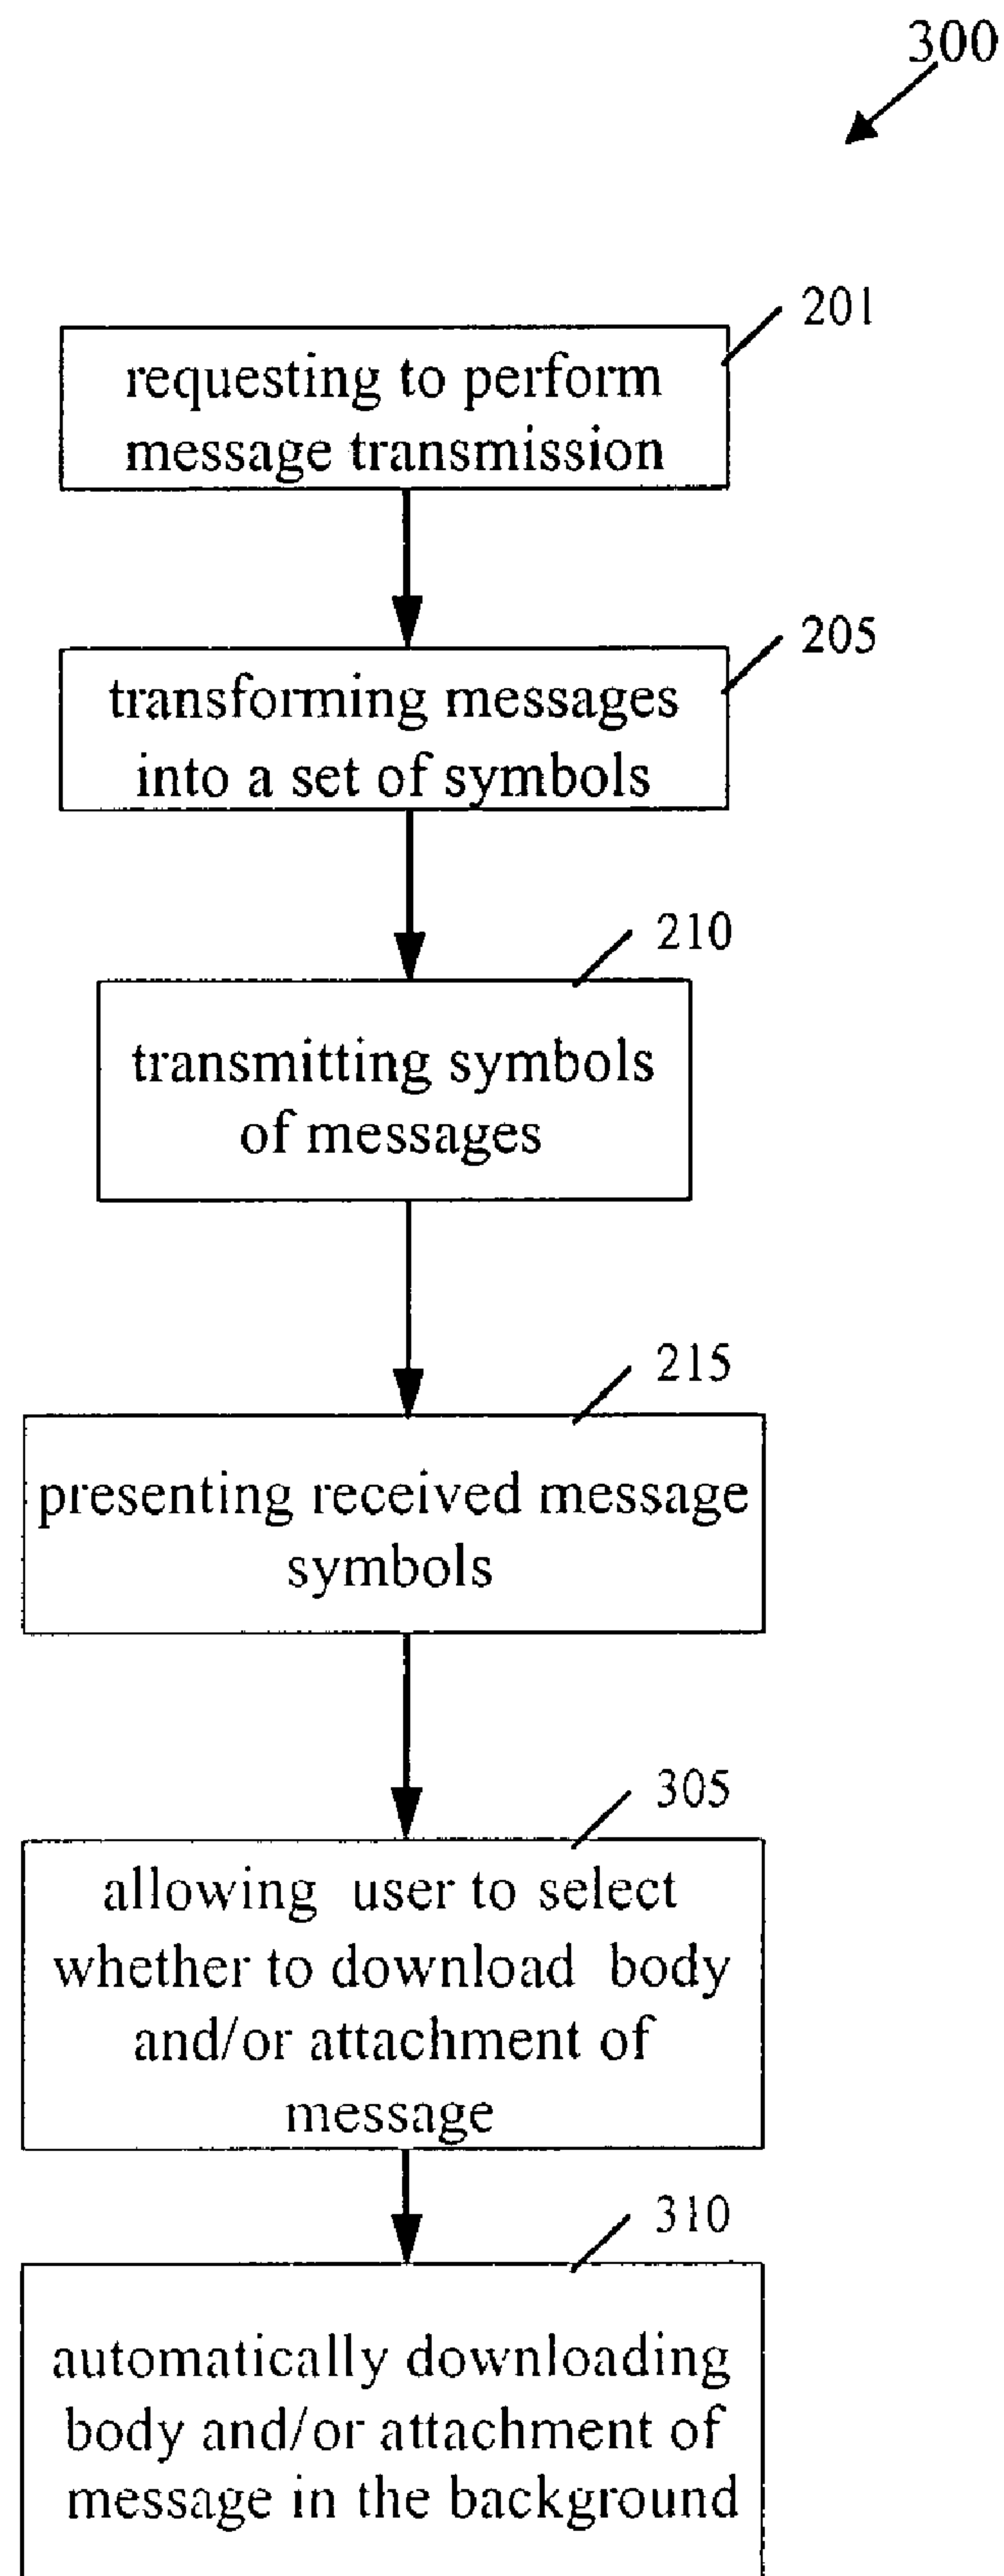 300
201
requesting to perform
message transmission
205
transforming messages
into a set of symbols
210
transmitting symbols
of messages
215
presenting received message
symbols
305
allowing user to select
whether to download body
and/or attachment of
message
310
automatically downloading
body and/or attachment of
message in the background